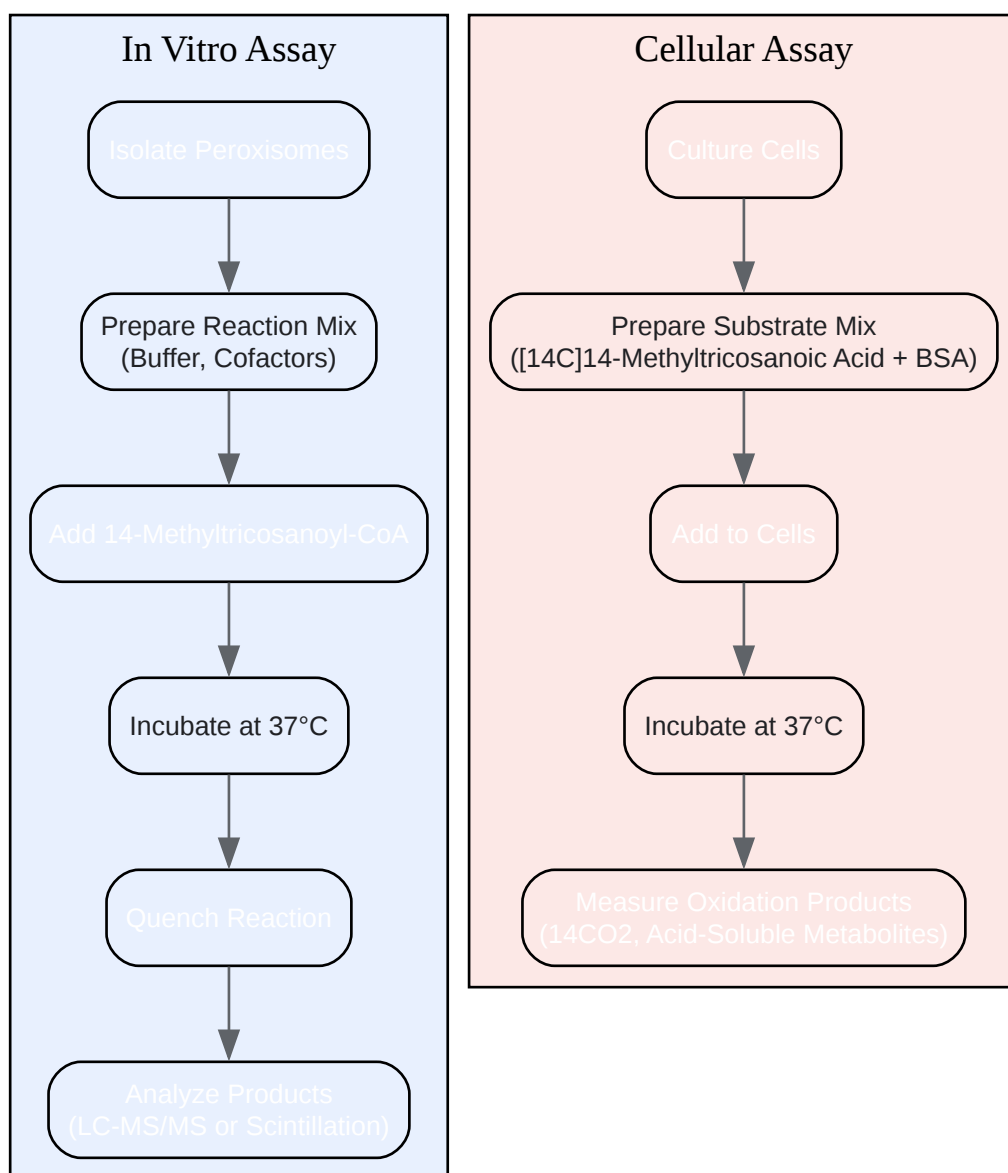 In Vitro Assay
Isolate Peroxisomes
Prepare Reaction Mix
(Buffer, Cofactors)
Add 14-Methyltricosanoyl-CoA
Incubate at 37°C
Quench Reaction
Analyze Products
(LC-MS/MS or Scintillation)
Cellular Assay
Culture Cells
Prepare Substrate Mix
([14C]14-Methyltricosanoic Acid + BSA)
Add to Cells
Incubate at 37°C
Measure Oxidation Products
(14CO2, Acid-Soluble Metabolites)